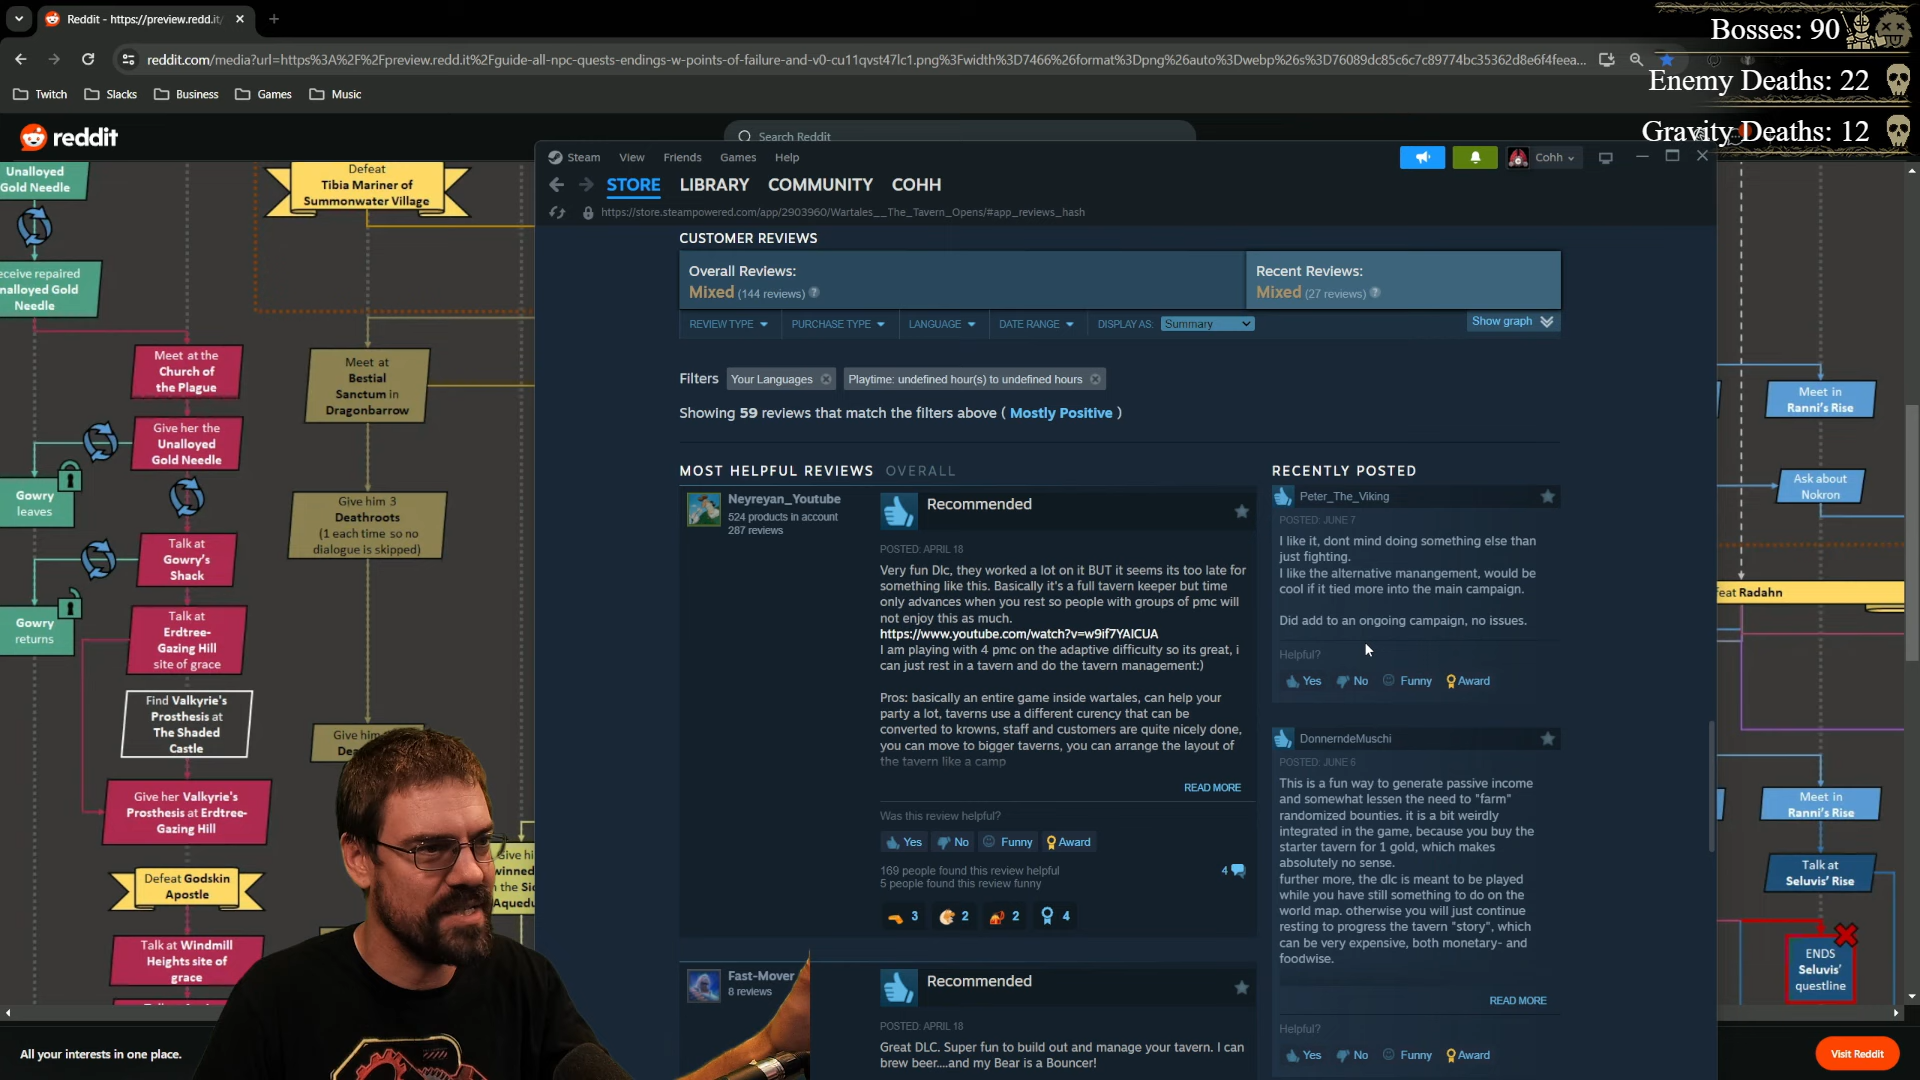 Reddit - https://preview.redd.it/
reddit.com/media?url=https%3A%2F%2Fpreview.redd.it%2Fguide-all-npc-quests-endings-w-points-of-failure-and-v0-cu11qvst47lc1.png%3Fwidth%3D7466%26format%3Dpng%26auto%3Dwebp%26s%3D76089dc85c6c7c89774bc35362d8e6f4feea...
Twitch
Slacks
Business
Games
Music
Bosses: 90
Enemy Deaths: 22
Gravity Deaths: 12
reddit
Search Reddit
Unalloyed
Gold Needle
eceive repaired
nalloyed Gold
Needle
Meet at the
Church of
the Plague
Give her the
Unalloyed
Gold Needle
Gowry
leaves
Talk at
Gowry's
Shack
Gowry
returns
Talk at
Erdtree-
Gazing Hill
site of grace
Find Valkyrie's
Prosthesis at
The Shaded
Castle
Give her Valkyrie's
Prosthesis at Erdtree-
Gazing Hill
Defeat Godskin
Apostle
Talk at Windmill
Heights site of
grace
Defeat
Tibia Mariner of
Summonwater Village
Meet at
Bestial
Sanctum in
Dragonbarrow
Give him 3
Deathroots
(1 each time so no
dialogue is skipped)
Give him
Dea
Give hi
winned
n the Si
Aquedu
Steam
View
Friends
Games
Help
Cohh
STORE
LIBRARY
COMMUNITY
COHH
https://store.steampowered.com/app/2903960/Wartales__The_Tavern_Opens/#app_reviews_hash
CUSTOMER REVIEWS
Overall Reviews:
Mixed (144 reviews) ?
Recent Reviews:
Mixed (27 reviews) ?
REVIEW TYPE
PURCHASE TYPE
LANGUAGE
DATE RANGE
DISPLAY AS:
Summary
Show graph
Filters
Your Languages
Playtime: undefined hour(s) to undefined hours
Showing 59 reviews that match the filters above ( Mostly Positive )
MOST HELPFUL REVIEWS OVERALL
Neyreyan_Youtube
524 products in account
287 reviews
Recommended
POSTED: APRIL 18
Very fun Dlc, they worked a lot on it BUT it seems its too late for
something like this. Basically it's a full tavern keeper but time
only advances when you rest so people with groups of pmc will
not enjoy this as much.
https://www.youtube.com/watch?v=w9if7YAICUA
I am playing with 4 pmc on the adaptive difficulty so its great, i
can just rest in a tavern and do the tavern management:)
Pros: basically an entire game inside wartales, can help your
party a lot, taverns use a different curency that can be
converted to krowns, staff and customers are quite nicely done,
you can move to bigger taverns, you can arrange the layout of
the tavern like a camp
READ MORE
Was this review helpful?
Yes
No
Funny
Award
169 people found this review helpful
5 people found this review funny
4
3
2
2
4
Fast-Mover
8 reviews
Recommended
POSTED: APRIL 18
Great DLC. Super fun to build out and manage your tavern. I can
brew beer....and my Bear is a Bouncer!
RECENTLY POSTED
Peter_The_Viking
POSTED: JUNE 7
I like it, dont mind doing something else than
just fighting.
I like the alternative manangement, would be
cool if it tied more into the main campaign.
Did add to an ongoing campaign, no issues.
Helpful?
Yes
No
Funny
Award
DonnerndeMuschi
POSTED: JUNE 6
This is a fun way to generate passive income
and somewhat lessen the need to "farm"
randomized bounties. it is a bit weirdly
integrated in the game, because you buy the
starter tavern for 1 gold, which makes
absolutely no sense.
further more, the dlc is meant to be played
while you have still something to do on the
world map. otherwise you will just continue
resting to progress the tavern "story", which
can be very expensive, both monetary- and
foodwise.
READ MORE
Helpful?
Yes
No
Funny
Award
Meet in
Ranni's Rise
Ask about
Nokron
feat Radahn
Meet in
Ranni's Rise
Talk at
Seluvis' Rise
ENDS
Seluvis'
questline
All your interests in one place.
Visit Reddit